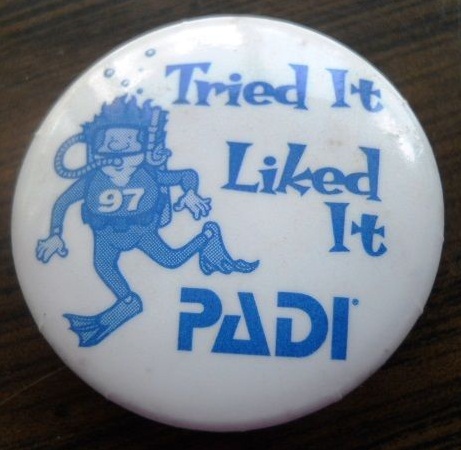 Tried It
Liked
It
97
PADI